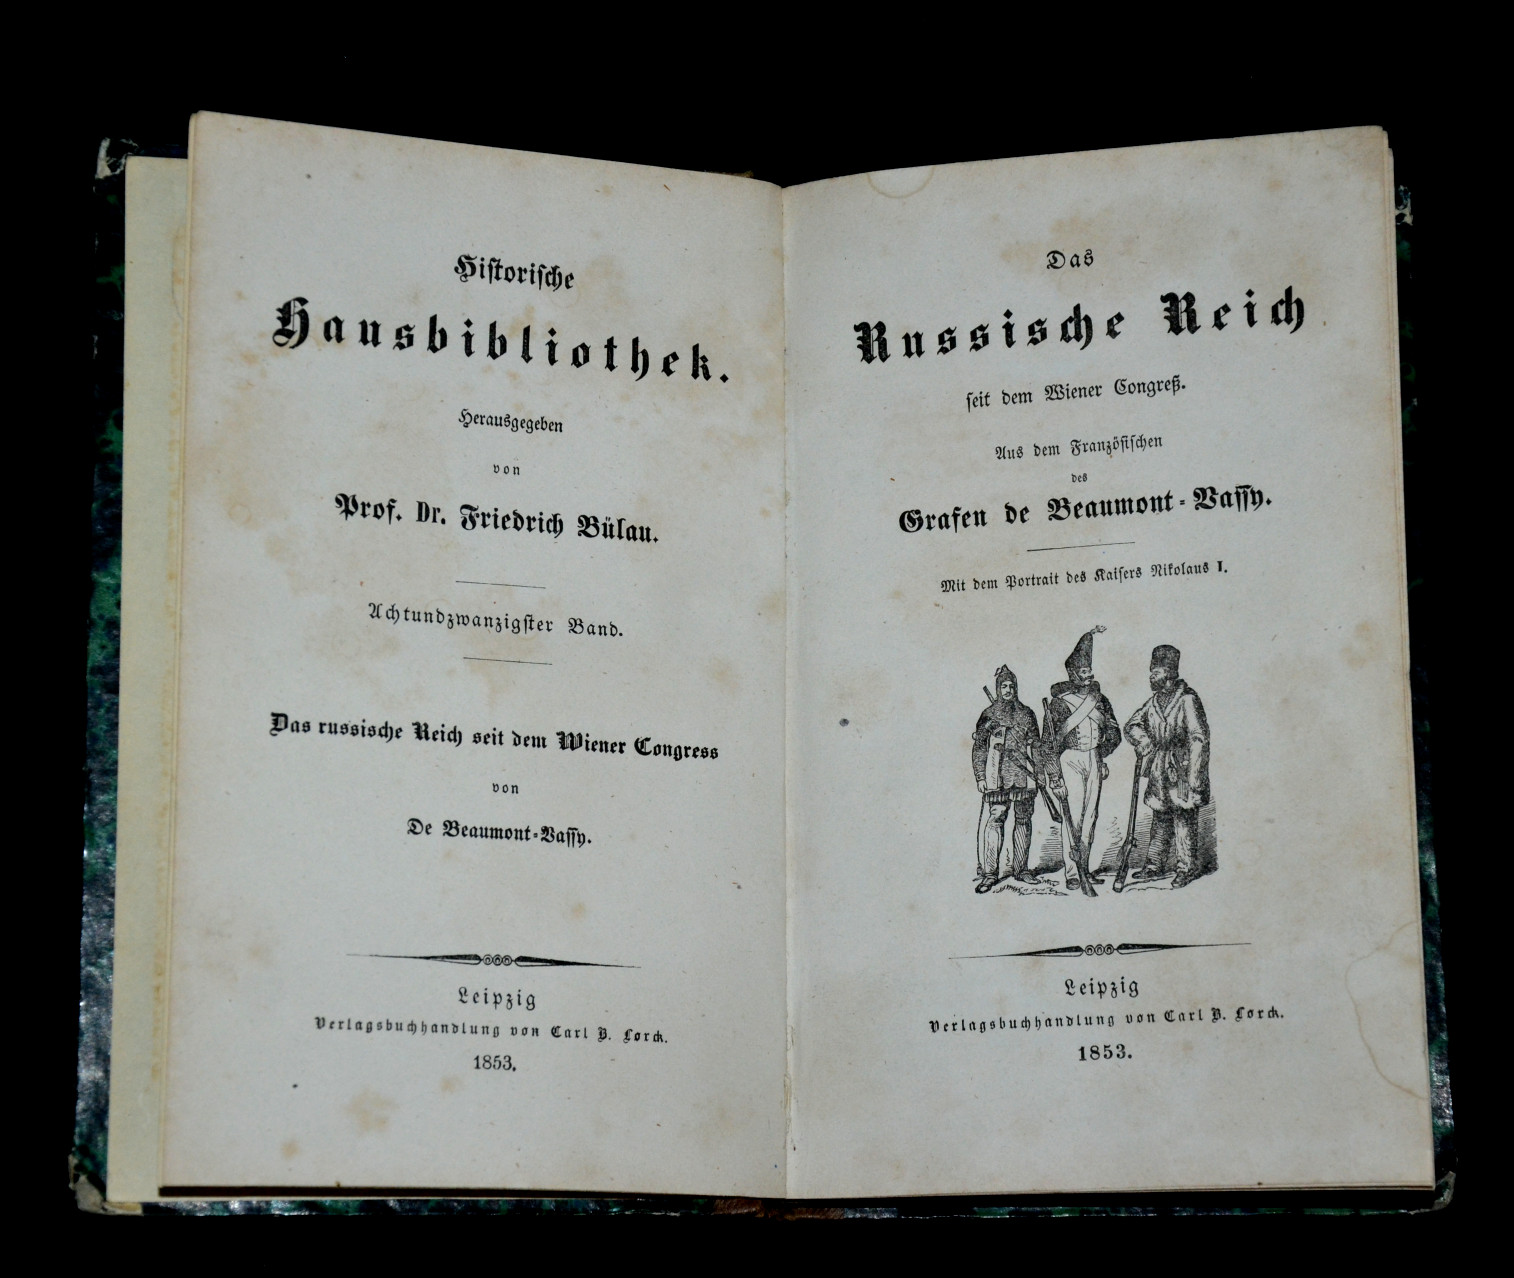 Historische
Hausbibliothek.
Herausgegeben
von
Prof. Dr. Friedrich Bülau.
Achtundzwanzigster Band.
Das russische Reich seit dem Wiener Congress
von
De Beaumont-Vassy.
Leipzig
Verlagsbuchhandlung von Carl B. Lorck.
1853.
Das
Russische Reich
seit dem Wiener Congreß.
Aus dem Französischen
des
Grafen de Beaumont-Vassy.
Mit dem Portrait des Kaisers Nikolaus I.
Leipzig
Verlagsbuchhandlung von Carl B. Lorck.
1853.